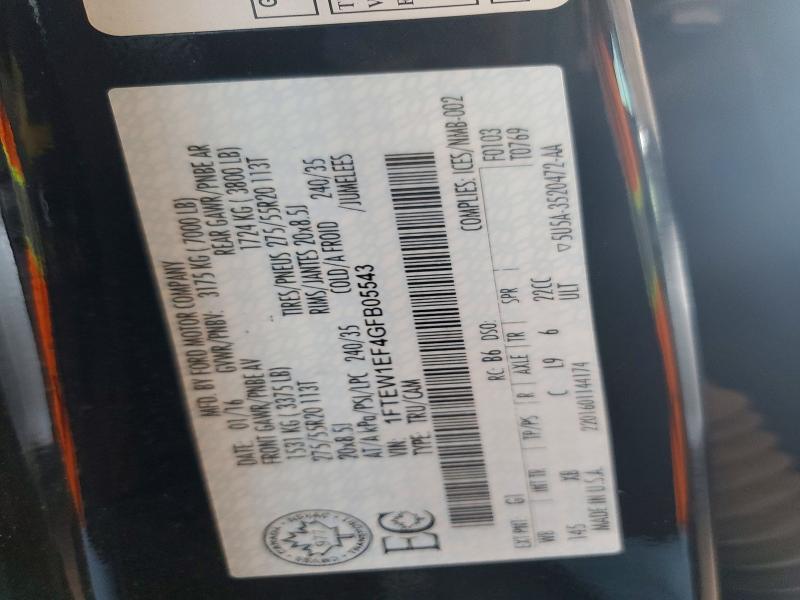 MFD. BY FORD MOTOR COMPANY
DATE: 01/16 GVWR/PNBV: 3175 KG ( 7000 LB)
FRONT GAWR/PNBE AV REAR GAWR/PNBE AR
1531 KG ( 3375 LB) 1724 KG ( 3800 LB)
275/55R20 113T TIRES/PNEUS 275/55R20 113T
20x8.5J RIMS/JANTES 20x8.5J
AT/A kPa/PSI/LPC 240/35 COLD/A FROID 240/35
/JUMELEES
VIN: 1FTEW1EF4GFB05543
TYPE: TRU/CAM
COMPLIES: ICES/NMB-002
F0103
T0769
RC: B6 DSO:
EXT PNT: G1
WB INT TR TP/PS R AXLE TR SPR
145 XB C L9 6 22CC
ULT
MADE IN U.S.A. 220160114417４ ▽5U5A-3520472-AA
EC